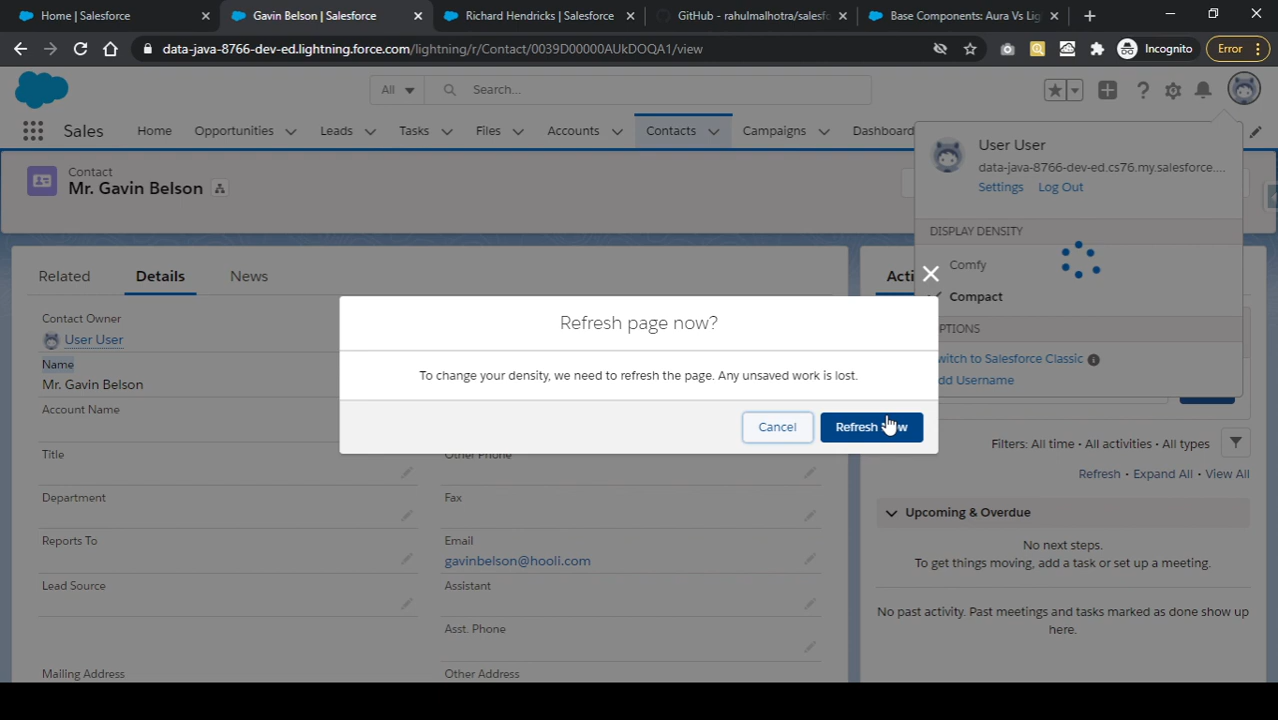 Home | Salesforce
Gavin Belson | Salesforce
Richard Hendricks | Salesforce
GitHub - rahulmalhotra/salesfo
Base Components: Aura Vs Lig
data-java-8766-dev-ed.lightning.force.com/lightning/r/Contact/0039D00000AUkDOQA1/view
Incognito
Error
All
Search...
Sales
Home
Opportunities
Leads
Tasks
Files
Accounts
Contacts
Campaigns
Dashboard
User User
data-java-8766-dev-ed.cs76.my.salesforce....
Settings
Log Out
Contact
Mr. Gavin Belson
DISPLAY DENSITY
Comfy
Compact
Related
Details
News
Contact Owner
User User
Name
Mr. Gavin Belson
Account Name
Refresh page now?
To change your density, we need to refresh the page. Any unsaved work is lost.
Cancel
Refresh
Switch to Salesforce Classic
Title
Other Phone
Filters: All time • All activities • All types
Refresh • Expand All • View All
Department
Fax
Upcoming & Overdue
Reports To
Email
gavinbelson@hooli.com
No next steps.
To get things moving, add a task or set up a meeting.
Lead Source
Assistant
No past activity. Past meetings and tasks marked as done show up
here.
Asst. Phone
Mailing Address
Other Address